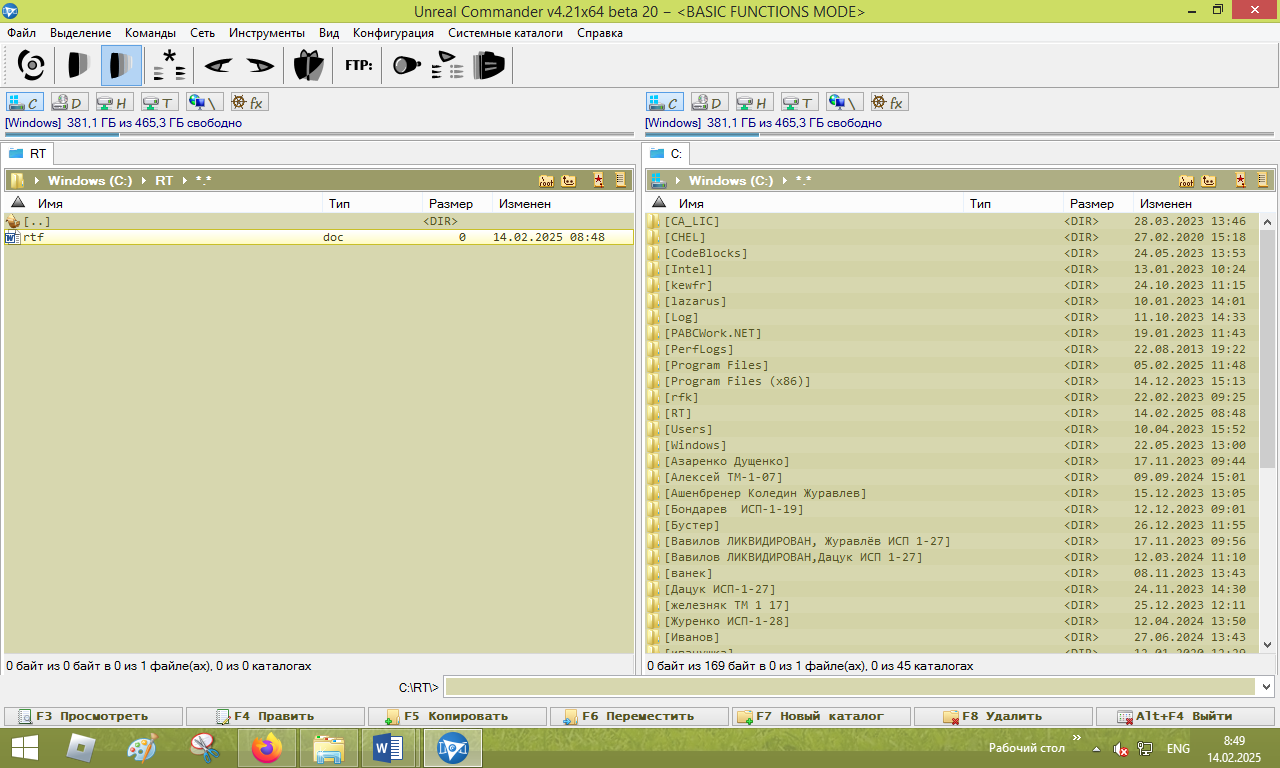 Unreal Commander v4.21x64 beta 20 – <BASIC FUNCTIONS MODE>
Файл Выделение Команды Сеть Инструменты Вид Конфигурация Системные каталоги Справка
FTP:
C D H T \ fx
[Windows] 381,1 ГБ из 465,3 ГБ свободно
RT
Windows (C:) RT *.*
Имя Тип Размер Изменен
[..] <DIR>
rtf doc 0 14.02.2025 08:48
0 байт из 0 байт в 0 из 1 файле(ах), 0 из 0 каталогах
C D H T \ fx
[Windows] 381,1 ГБ из 465,3 ГБ свободно
C:
Windows (C:) *.*
Имя Тип Размер Изменен
[CA_LIC] <DIR> 28.03.2023 13:46
[CHEL] <DIR> 27.02.2020 15:18
[CodeBlocks] <DIR> 24.05.2023 13:53
[Intel] <DIR> 13.01.2023 10:24
[kewfr] <DIR> 24.10.2023 11:15
[lazarus] <DIR> 10.01.2023 14:01
[Log] <DIR> 11.10.2023 14:33
[PABCWork.NET] <DIR> 19.01.2023 11:43
[PerfLogs] <DIR> 22.08.2013 19:22
[Program Files] <DIR> 05.02.2025 11:48
[Program Files (x86)] <DIR> 14.12.2023 15:13
[rfk] <DIR> 22.02.2023 09:25
[RT] <DIR> 14.02.2025 08:48
[Users] <DIR> 10.04.2023 15:52
[Windows] <DIR> 22.05.2023 13:00
[Азаренко Дущенко] <DIR> 17.11.2023 09:44
[Алексей ТМ-1-07] <DIR> 09.09.2024 15:01
[Ашенбренер Коледин Журавлев] <DIR> 15.12.2023 13:05
[Бондарев  ИСП-1-19] <DIR> 12.12.2023 09:01
[Бустер] <DIR> 26.12.2023 11:55
[Вавилов ЛИКВИДИРОВАН, Журавлёв ИСП 1-27] <DIR> 17.11.2023 09:56
[Вавилов ЛИКВИДИРОВАН,Дацук ИСП 1-27] <DIR> 12.03.2024 11:10
[ванек] <DIR> 08.11.2023 13:43
[Дацук ИСП-1-27] <DIR> 24.11.2023 14:30
[железняк ТМ 1 17] <DIR> 25.12.2023 12:11
[Журенко ИСП-1-28] <DIR> 12.04.2024 13:50
[Иванов] <DIR> 27.06.2024 13:43
0 байт из 169 байт в 0 из 1 файле(ах), 0 из 45 каталогах
C:\RT\>
F3 Просмотреть F4 Править F5 Копировать F6 Переместить F7 Новый каталог F8 Удалить Alt+F4 Выйти
Рабочий стол » ENG 8:49
14.02.2025